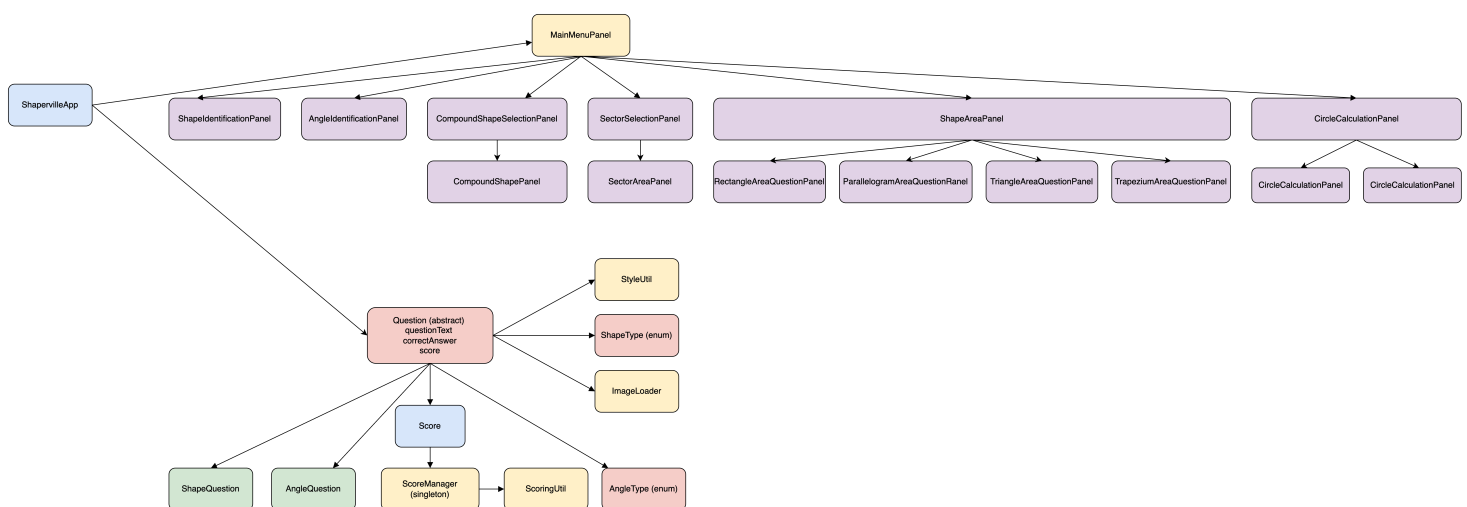 MainMenuPanel
ShapervilleApp
ShapeIdentificationPanel
AngleIdentificationPanel
CompoundShapeSelectionPanel
SectorSelectionPanel
ShapeAreaPanel
CircleCalculationPanel
CompoundShapePanel
SectorAreaPanel
RectangleAreaQuestionPanel
ParallelogramAreaQuestionRanel
TriangleAreaQuestionPanel
TrapeziumAreaQuestionPanel
CircleCalculationPanel
CircleCalculationPanel
StyleUtil
Question (abstract)
questionText
correctAnswer
score
ShapeType (enum)
ImageLoader
Score
ShapeQuestion
AngleQuestion
ScoreManager
(singleton)
ScoringUtil
AngleType (enum)